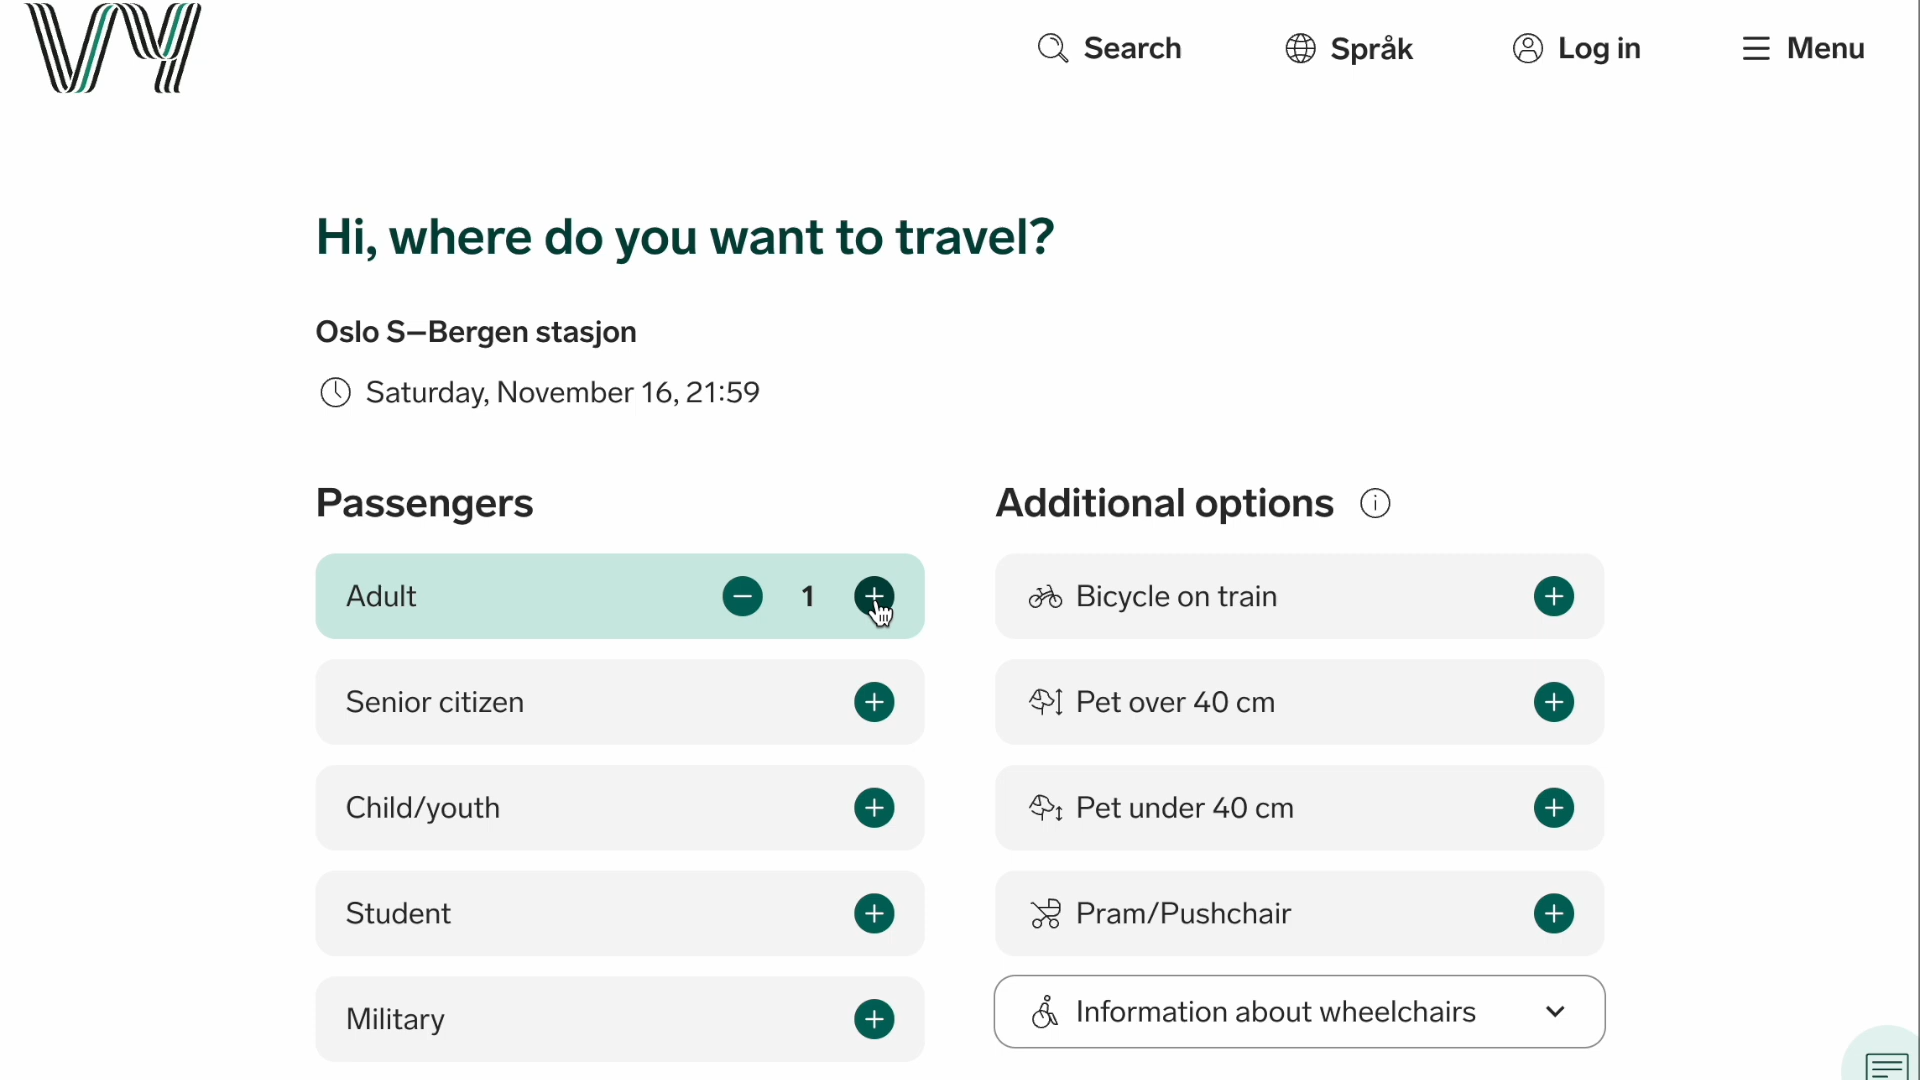 VY
Search
Språk
Log in
Menu
Hi, where do you want to travel?
Oslo S–Bergen stasjon
Saturday, November 16, 21:59
Passengers
Additional options
Adult 1
Bicycle on train
Senior citizen
Pet over 40 cm
Child/youth
Pet under 40 cm
Student
Pram/Pushchair
Military
Information about wheelchairs